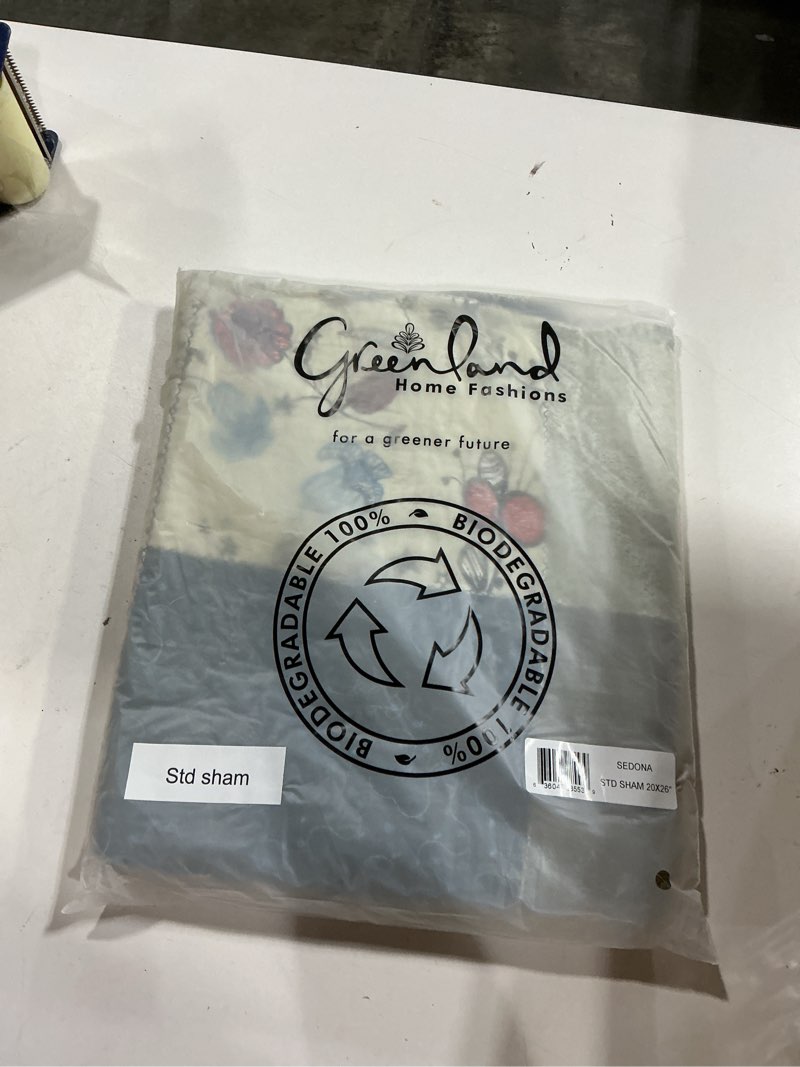 Greenland
Home Fashions
for a greener future
BIODEGRADABLE 100% BIODEGRADABLE 100%
Std sham
SEDONA
STD SHAM 20X26"